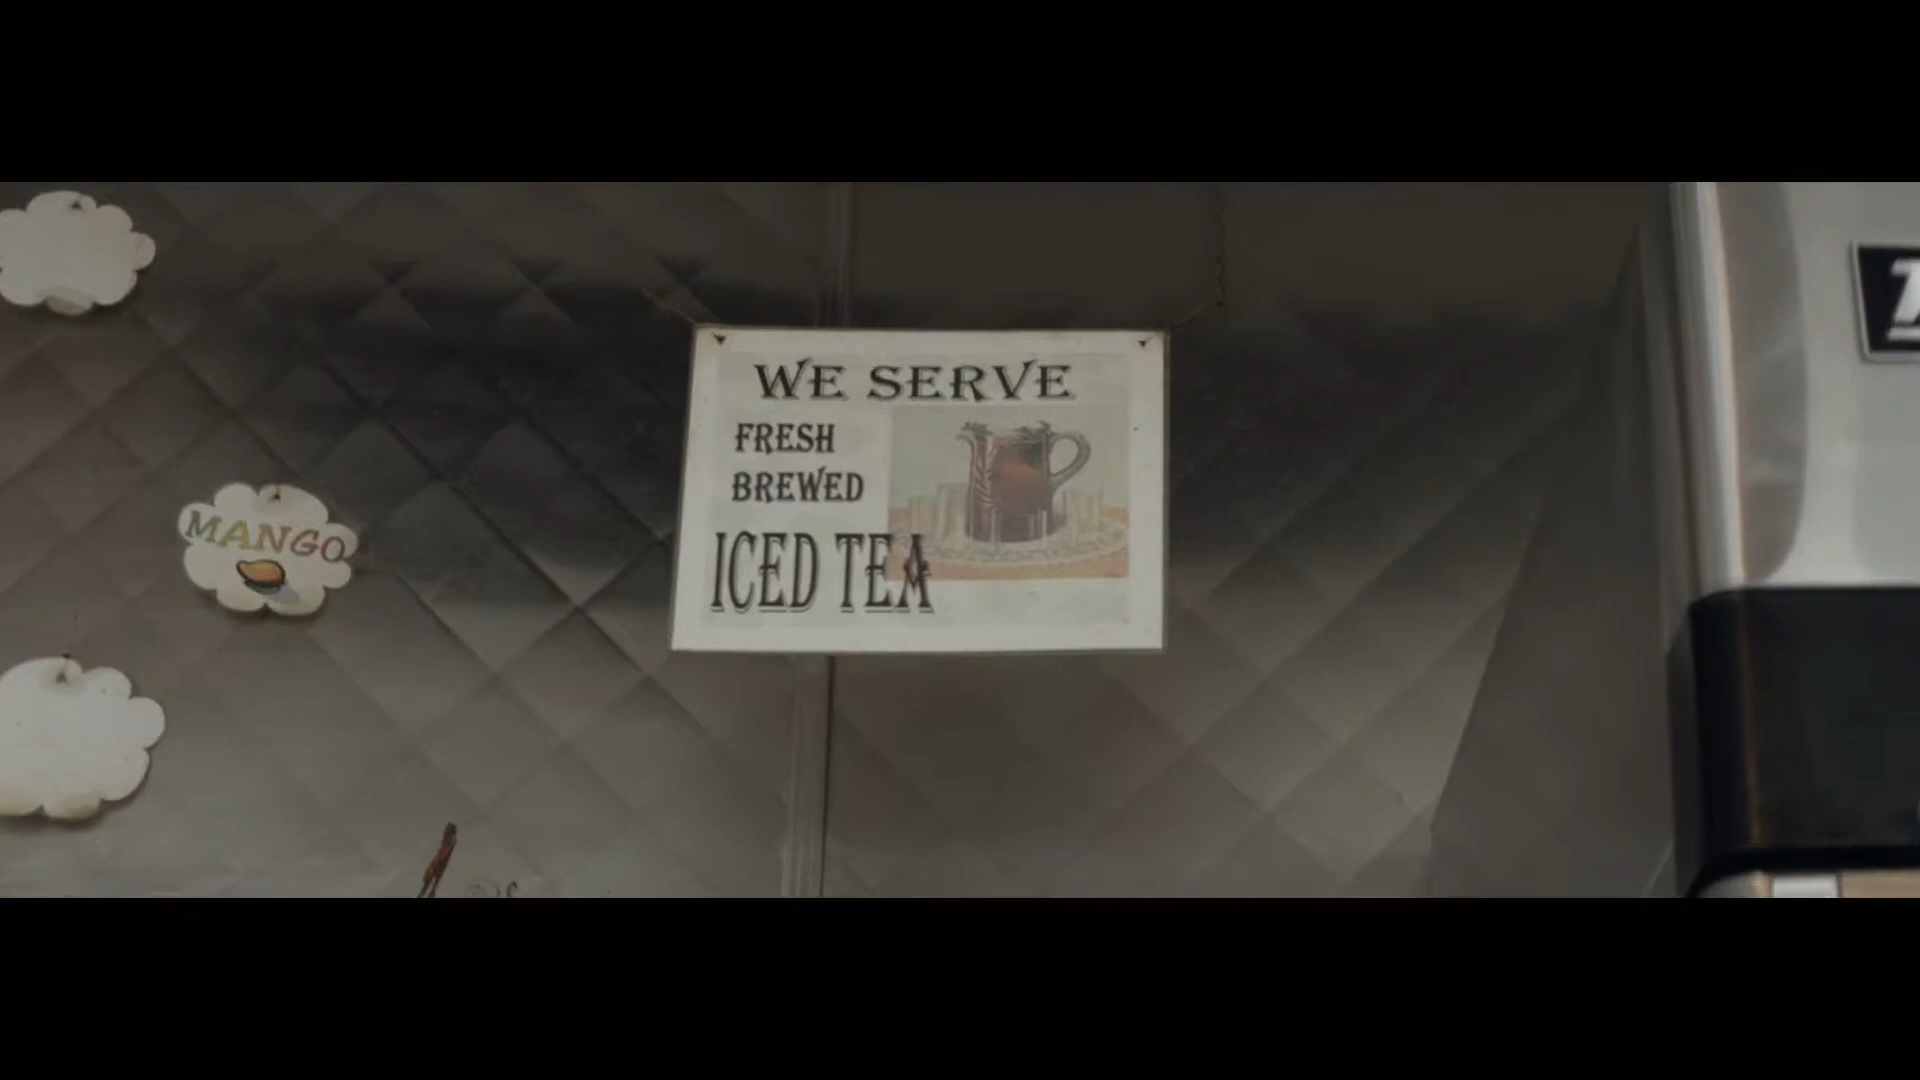 WE SERVE
FRESH
BREWED
ICED TEA
MANGO